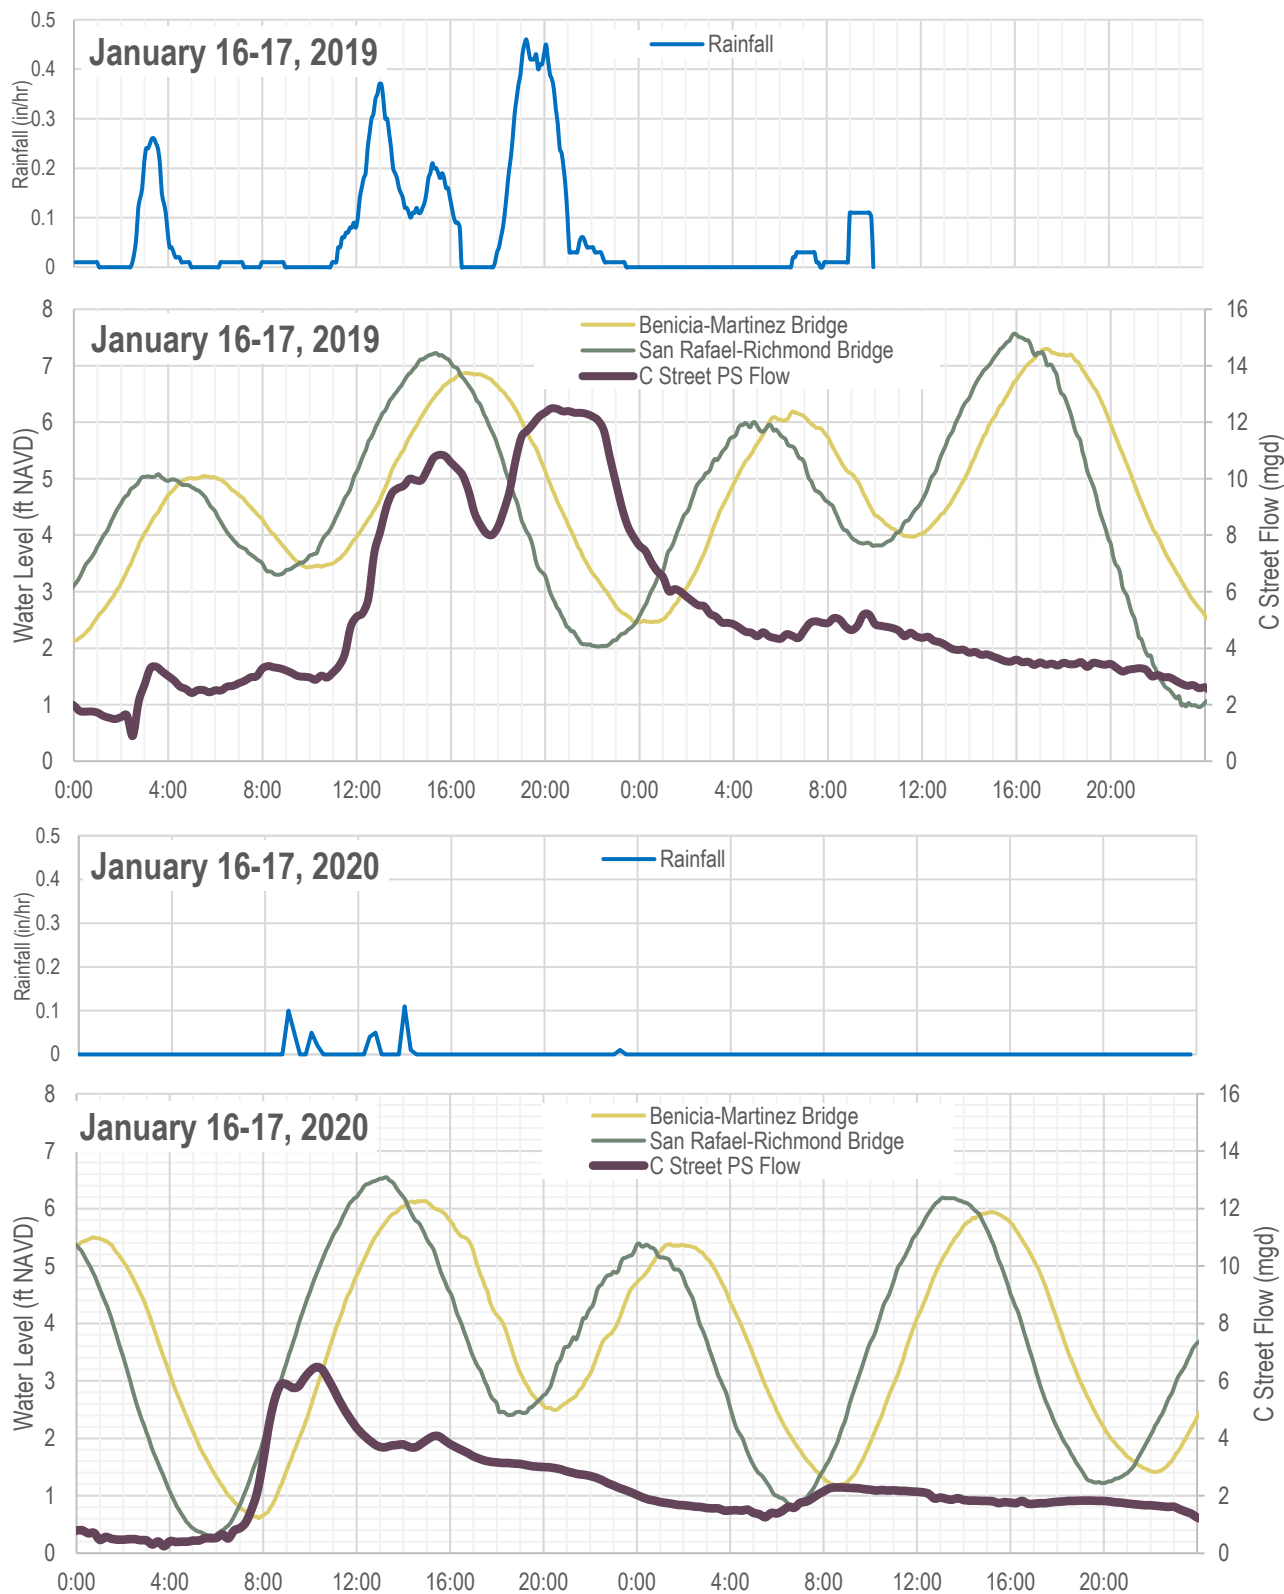 January 16-17, 2019
Rainfall
Rainfall (in/hr)
0.5
0.4
0.3
0.2
0.1
0
January 16-17, 2019
Benicia-Martinez Bridge
San Rafael-Richmond Bridge
C Street PS Flow
Water Level (ft NAVD)
8
7
6
5
4
3
2
1
0
16
14
12
10
8
6
4
2
0
C Street Flow (mgd)
0:00 4:00 8:00 12:00 16:00 20:00 0:00 4:00 8:00 12:00 16:00 20:00
January 16-17, 2020
Rainfall
Rainfall (in/hr)
0.5
0.4
0.3
0.2
0.1
0
January 16-17, 2020
Benicia-Martinez Bridge
San Rafael-Richmond Bridge
C Street PS Flow
Water Level (ft NAVD)
8
7
6
5
4
3
2
1
0
16
14
12
10
8
6
4
2
0
C Street Flow (mgd)
0:00 4:00 8:00 12:00 16:00 20:00 0:00 4:00 8:00 12:00 16:00 20:00